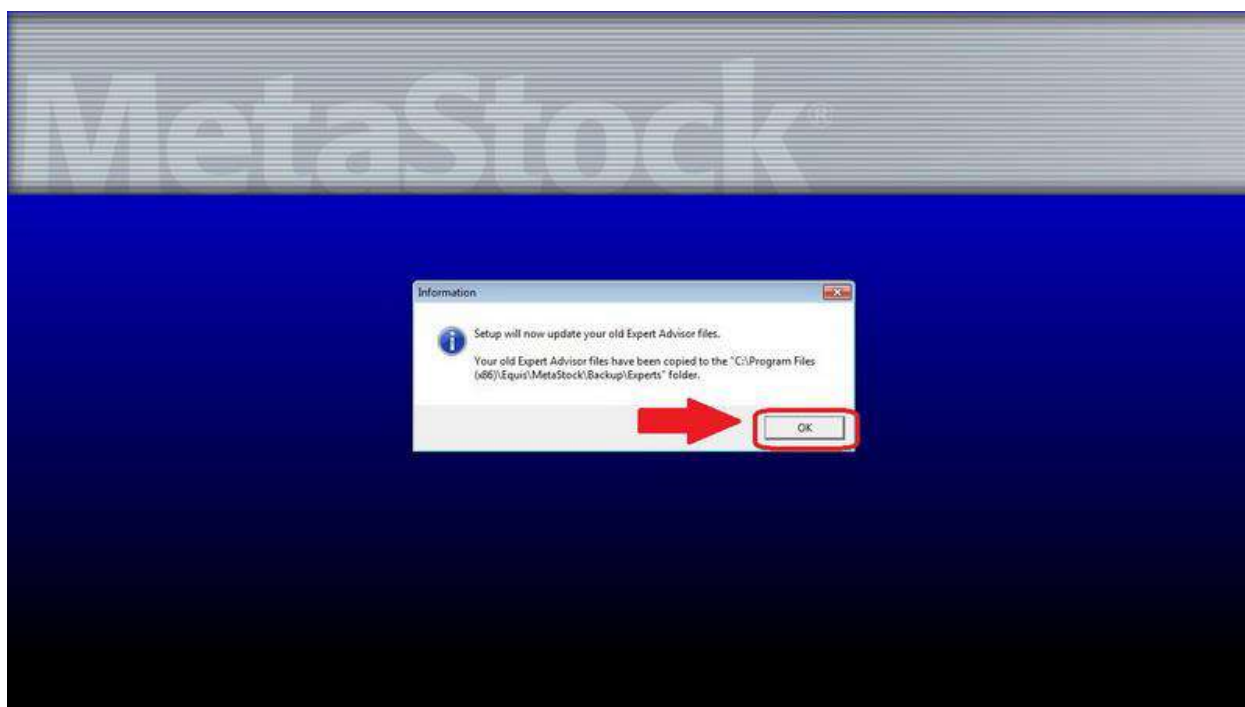 MetaStock®
Information
Setup will now update your old Expert Advisor files.
Your old Expert Advisor files have been copied to the "C:\Program Files
(x86)\Equis\MetaStock\Backup\Experts" folder.
OK